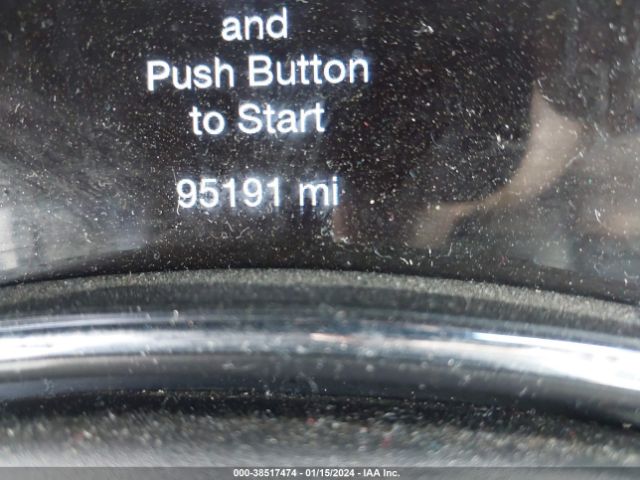 and
Push Button
to Start
95191 mi
000-38517474 - 01/15/2024 - IAA Inc.